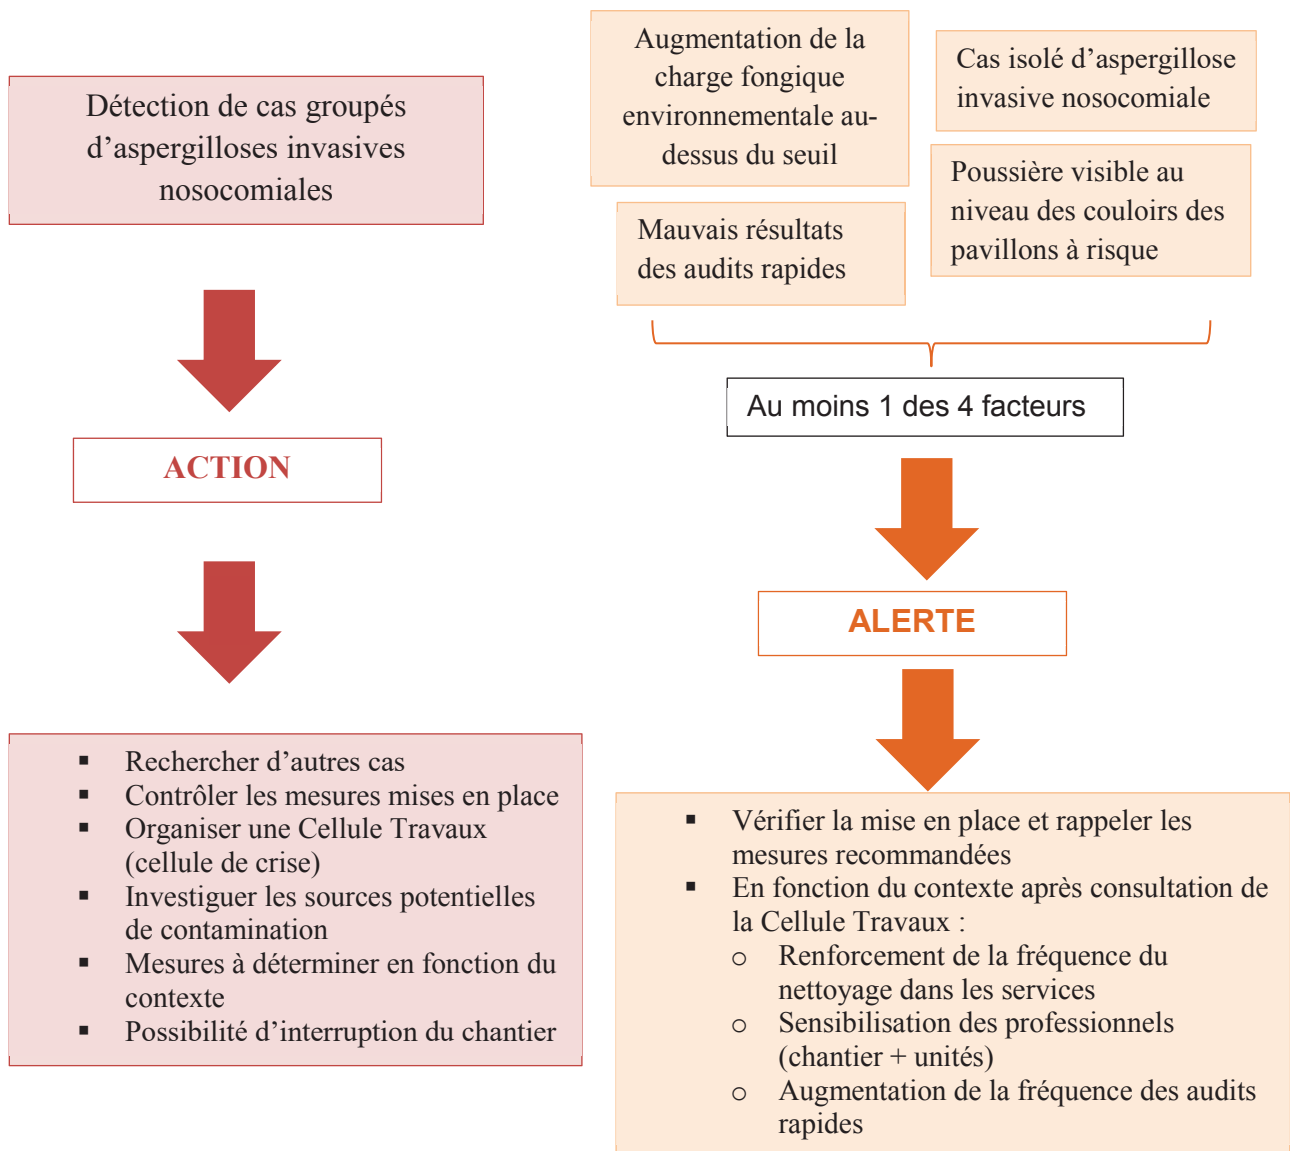 Détection de cas groupés
d’aspergilloses invasives
nosocomiales
ACTION
▪ Rechercher d’autres cas
▪ Contrôler les mesures mises en place
▪ Organiser une Cellule Travaux
(cellule de crise)
▪ Investiguer les sources potentielles
de contamination
▪ Mesures à déterminer en fonction du
contexte
▪ Possibilité d’interruption du chantier
Augmentation de la
charge fongique
environnementale au-
dessus du seuil
Cas isolé d’aspergillose
invasive nosocomiale
Mauvais résultats
des audits rapides
Poussière visible au
niveau des couloirs des
pavillons à risque
Au moins 1 des 4 facteurs
ALERTE
▪ Vérifier la mise en place et rappeler les
mesures recommandées
▪ En fonction du contexte après consultation de
la Cellule Travaux :
o Renforcement de la fréquence du
nettoyage dans les services
o Sensibilisation des professionnels
(chantier + unités)
o Augmentation de la fréquence des audits
rapides